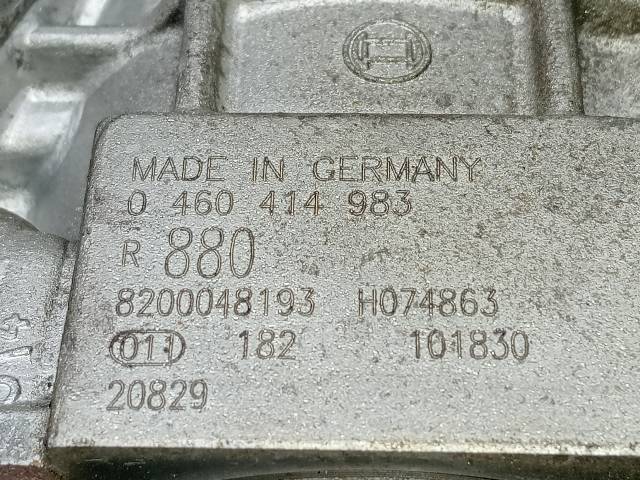 MADE IN GERMANY
0 460 414 983
R 880
8200048193 H074863
011 182 101830
20829